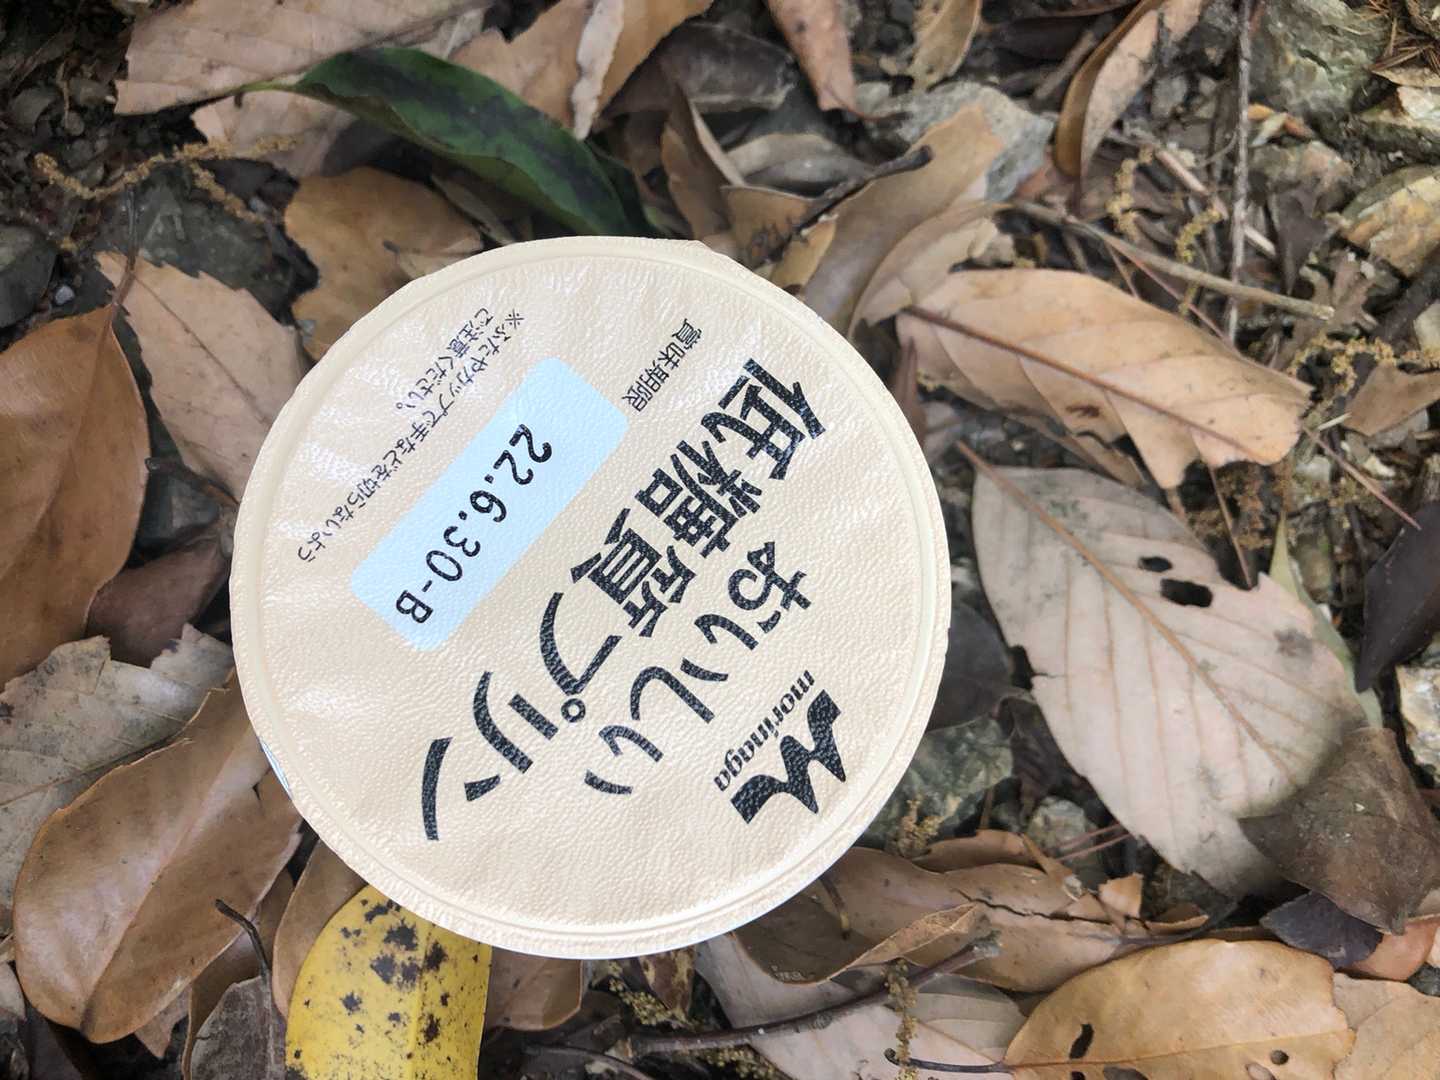 morinaga
おいしい
低糖質プリン
賞味期限
22.6.30-B
※ふたやカップで手などを切らないよう
ご注意ください。